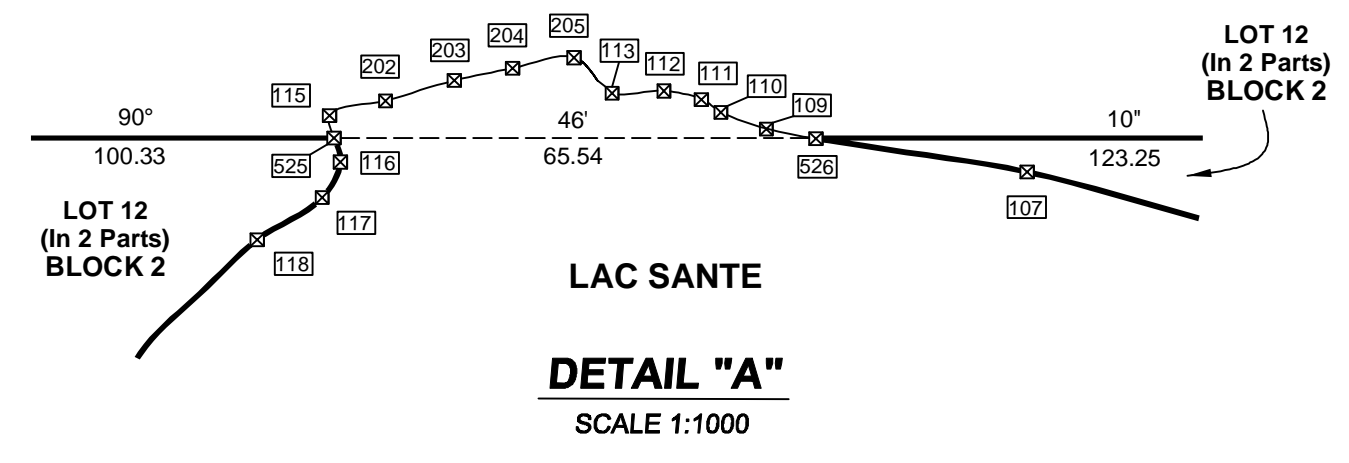 205
204
203
113
112
202
111
110
115
109
90°
46'
10"
100.33
65.54
123.25
525
116
526
117
107
118
LOT 12
(In 2 Parts)
BLOCK 2
LOT 12
(In 2 Parts)
BLOCK 2
LAC SANTE
DETAIL "A"
SCALE 1:1000